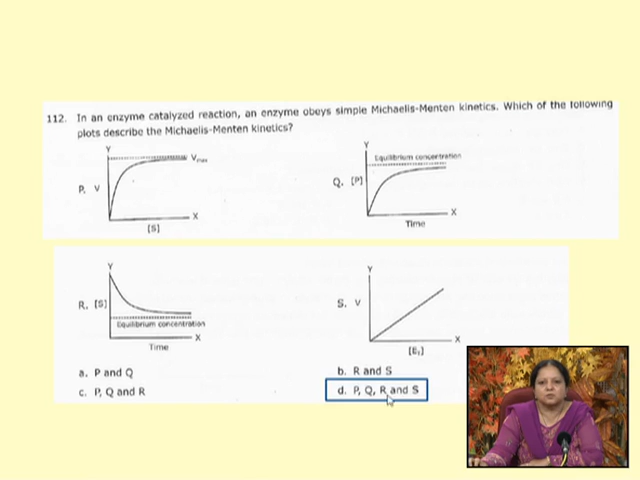 112. In an enzyme catalyzed reaction, an enzyme obeys simple Michaelis-Menten kinetics. Which of the following
plots describe the Michaelis-Menten kinetics?
Y
Vmax
P. V
X
[S]
Y
Equilibrium concentration
Q. [P]
X
Time
Y
R. [S]
Equilibrium concentration
X
Time
Y
S. V
X
[Et]
a. P and Q
b. R and S
c. P, Q and R
d. P, Q, R and S